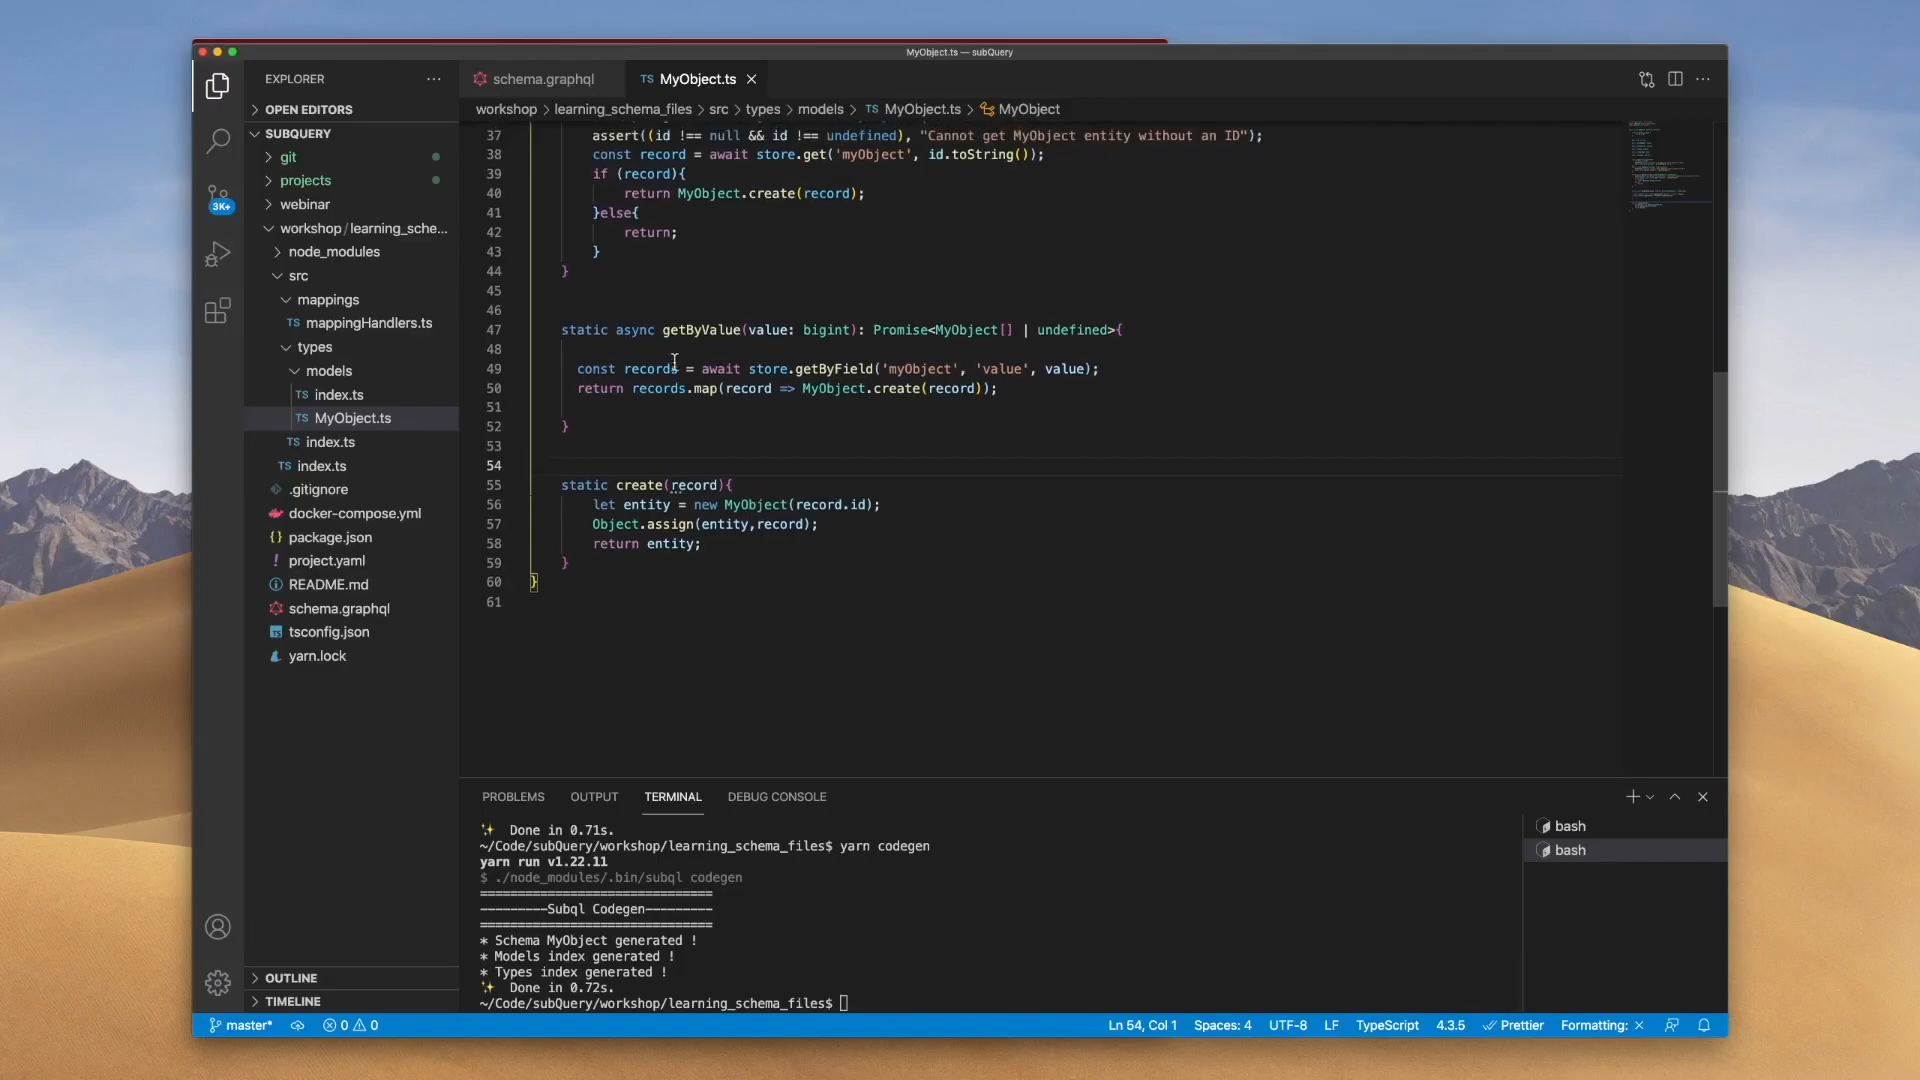 MyObject.ts — subQuery
EXPLORER
OPEN EDITORS
SUBQUERY
git
projects
webinar
workshop/learning_sche...
node_modules
src
mappings
TS mappingHandlers.ts
types
models
TS index.ts
TS MyObject.ts
TS index.ts
TS index.ts
.gitignore
docker-compose.yml
{} package.json
! project.yaml
README.md
schema.graphql
tsconfig.json
yarn.lock
OUTLINE
TIMELINE
3K+
schema.graphql
TS MyObject.ts
workshop > learning_schema_files > src > types > models > TS MyObject.ts > MyObject
37 assert((id !== null && id !== undefined), "Cannot get MyObject entity without an ID");
38 const record = await store.get('myObject', id.toString());
39 if (record){
40 return MyObject.create(record);
41 }else{
42 return;
43 }
44 }
45
46
47 static async getByValue(value: bigint): Promise<MyObject[] | undefined>{
48
49 const records = await store.getByField('myObject', 'value', value);
50 return records.map(record => MyObject.create(record));
51
52 }
53
54
55 static create(record){
56 let entity = new MyObject(record.id);
57 Object.assign(entity,record);
58 return entity;
59 }
60 }
61
PROBLEMS OUTPUT TERMINAL DEBUG CONSOLE
✨ Done in 0.71s.
~/Code/subQuery/workshop/learning_schema_files$ yarn codegen
yarn run v1.22.11
$ ./node_modules/.bin/subql codegen
===============================
---------Subql Codegen---------
===============================
* Schema MyObject generated !
* Models index generated !
* Types index generated !
✨ Done in 0.72s.
~/Code/subQuery/workshop/learning_schema_files$
bash
bash
master* 0 0 Ln 54, Col 1 Spaces: 4 UTF-8 LF TypeScript 4.3.5 Prettier Formatting: ×